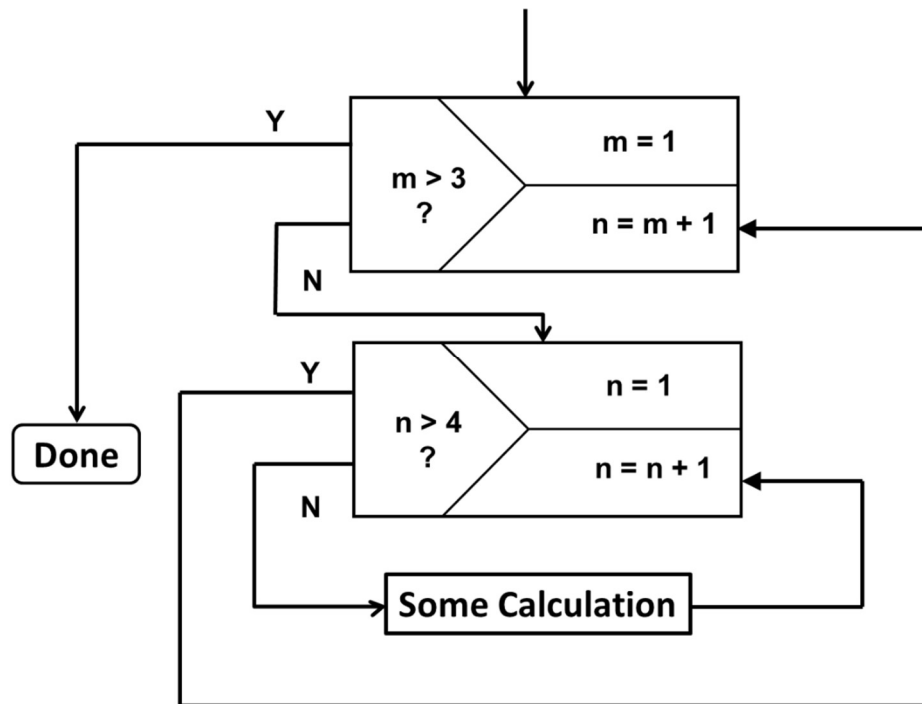 Y
m = 1
m > 3
?
n = m + 1
N
Y
n = 1
n > 4
?
Done
n = n + 1
N
Some Calculation